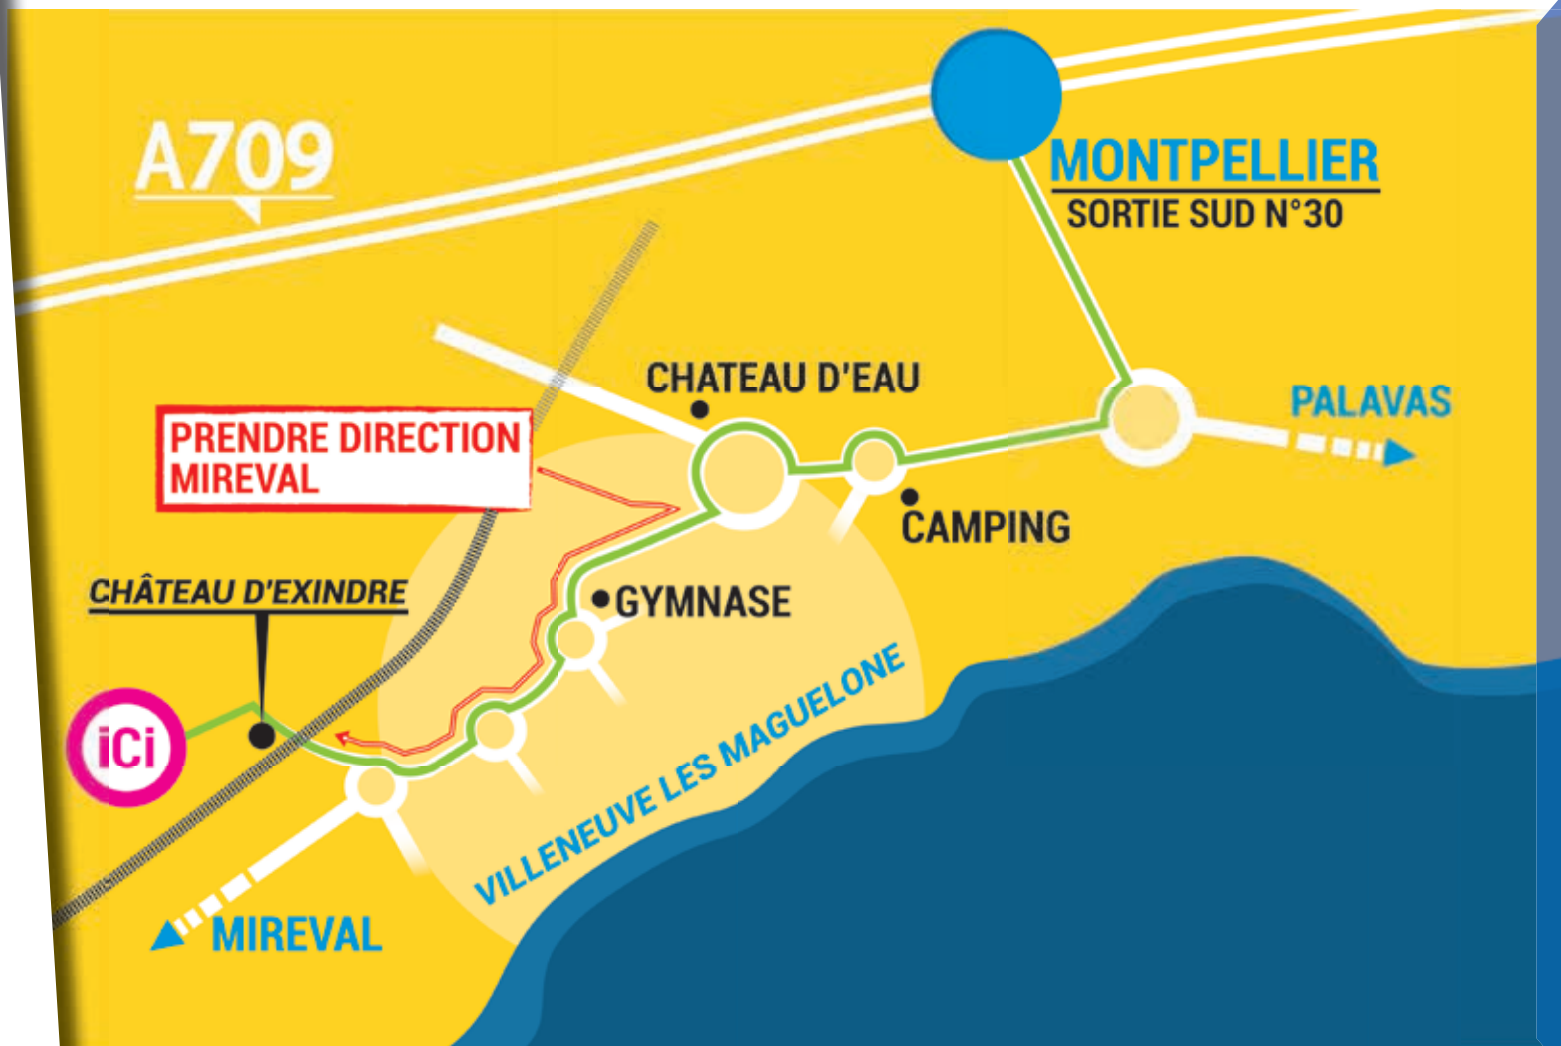 A709
MONTPELLIER
SORTIE SUD N°30
CHATEAU D'EAU
PALAVAS
PRENDRE DIRECTION
MIREVAL
CAMPING
CHÂTEAU D'EXINDRE
GYMNASE
iCi
VILLENEUVE LES MAGUELONE
MIREVAL